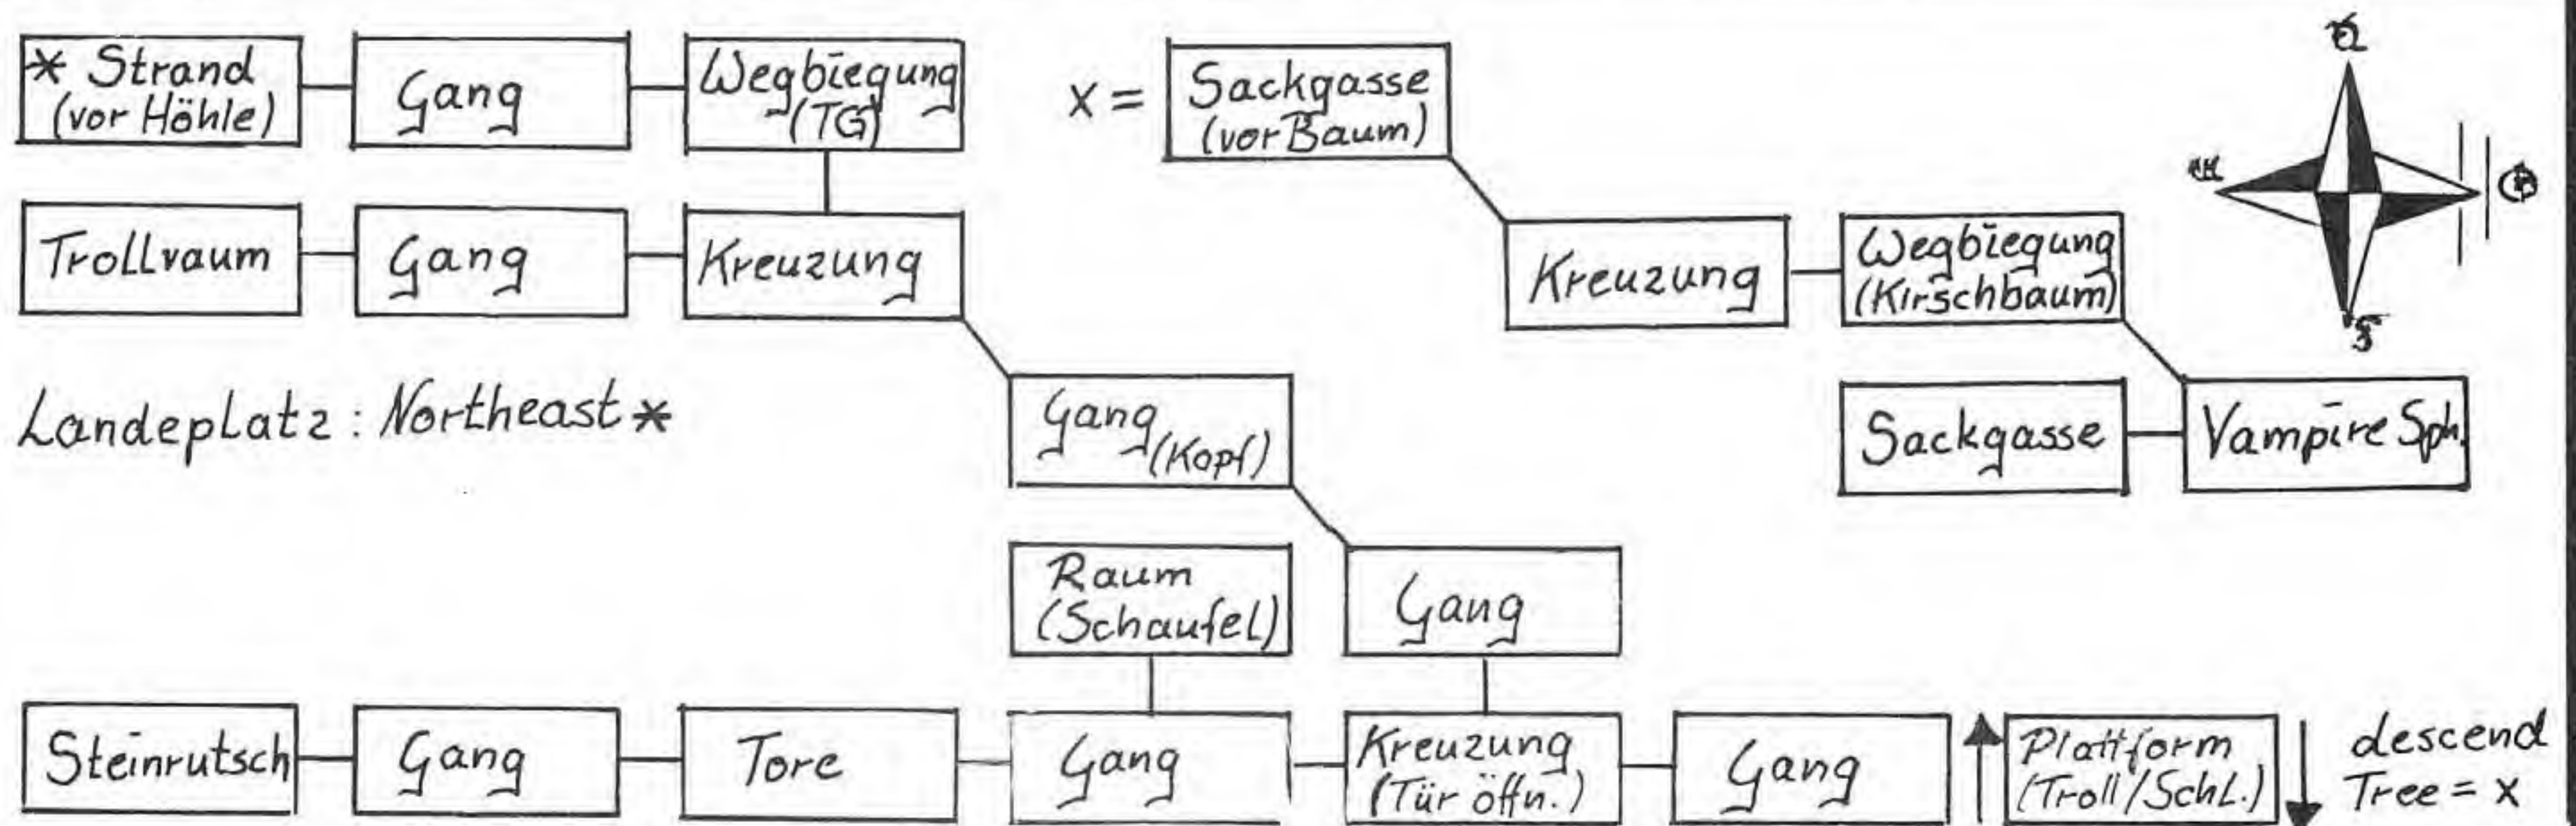 * Strand
(vor Höhle)
Gang
Wegbiegung
(TG)
x =
Sackgasse
(vor Baum)
Trollraum
Gang
Kreuzung
Kreuzung
Wegbiegung
(Kirschbaum)
S
Landeplatz: Northeast *
Gang
(Kopf)
Sackgasse
Vampire Sph.
Raum
(Schaufel)
Gang
Steinrutsch
Gang
Tore
Gang
Kreuzung
(Tür öffn.)
Gang
Plattform
(Troll/Schl.)
descend
Tree = x